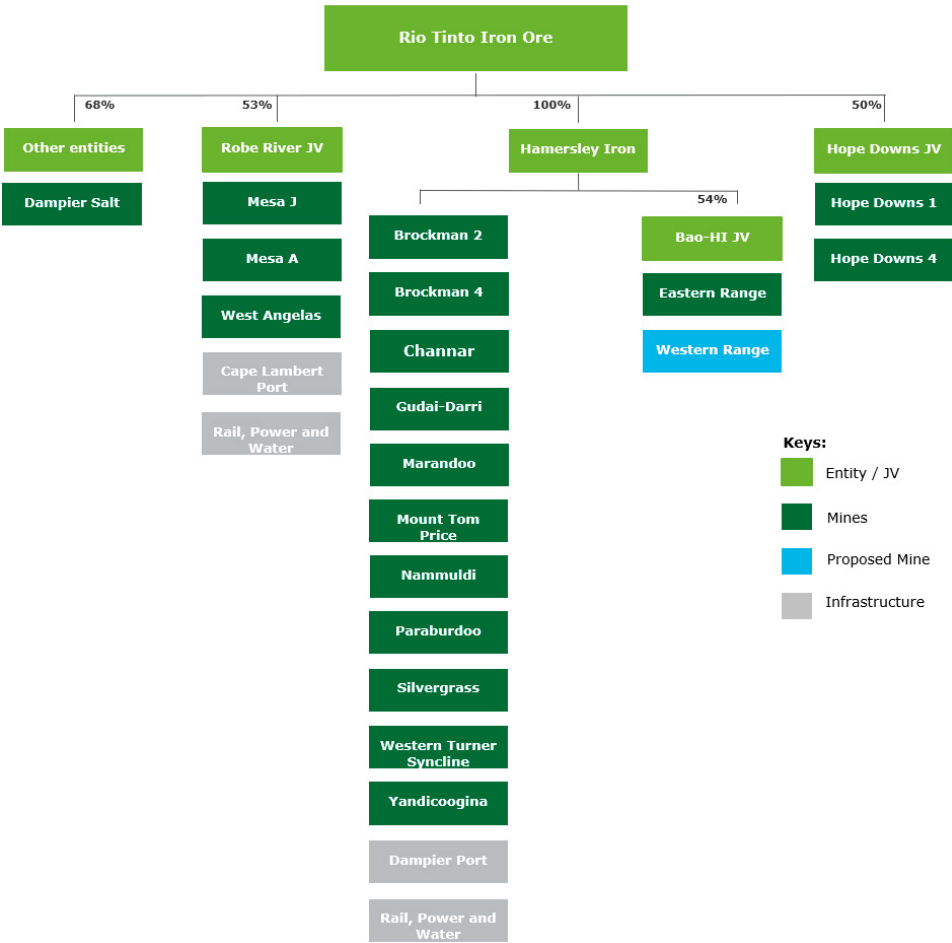 Rio Tinto Iron Ore
68%
53%
100%
50%
Other entities
Dampier Salt
Robe River JV
Mesa J
Mesa A
West Angelas
Cape Lambert
Port
Rail, Power and
Water
Hamersley Iron
Brockman 2
Brockman 4
Channar
Gudai-Darri
Marandoo
Mount Tom
Price
Nammuldi
Paraburdoo
Silvergrass
Western Turner
Syncline
Yandicoogina
Dampier Port
Rail, Power and
Water
54%
Bao-HI JV
Eastern Range
Western Range
Hope Downs JV
Hope Downs 1
Hope Downs 4
Keys:
Entity / JV
Mines
Proposed Mine
Infrastructure